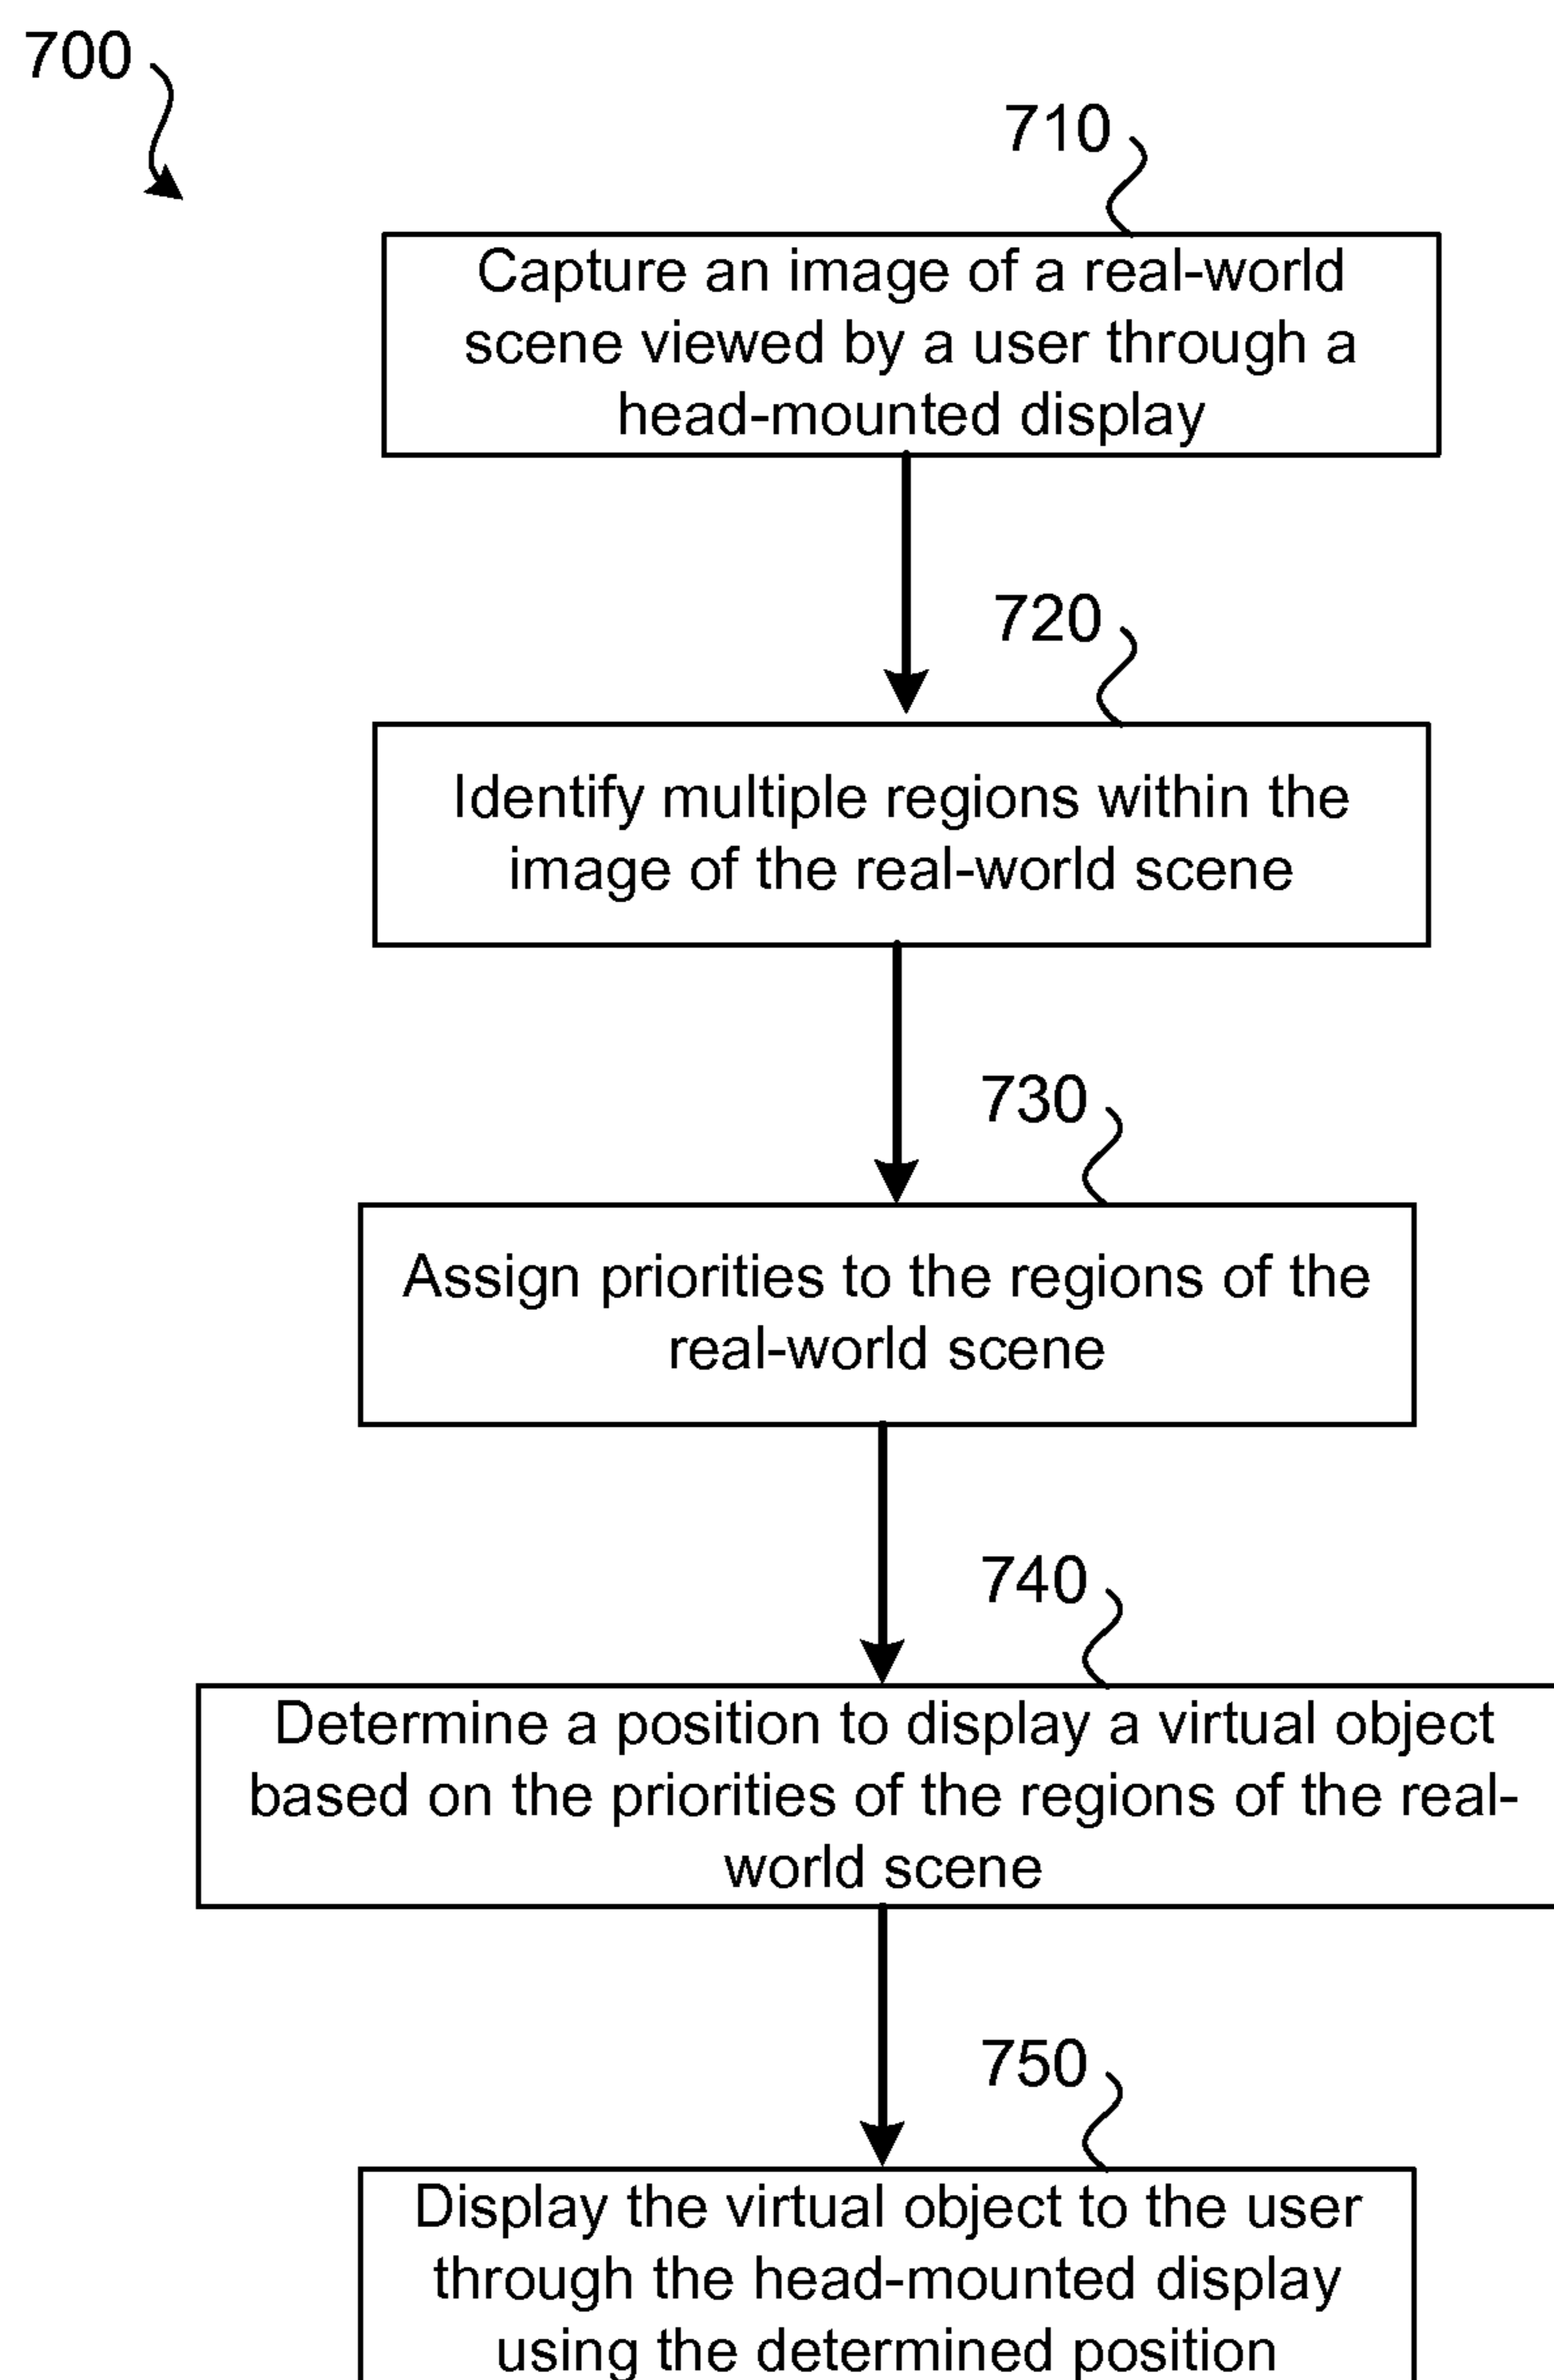 700
710
Capture an image of a real-world
scene viewed by a user through a
head-mounted display
720
Identify multiple regions within the
image of the real-world scene
730
Assign priorities to the regions of the
real-world scene
740
Determine a position to display a virtual object
based on the priorities of the regions of the real-
world scene
750
Display the virtual object to the user
through the head-mounted display
using the determined position